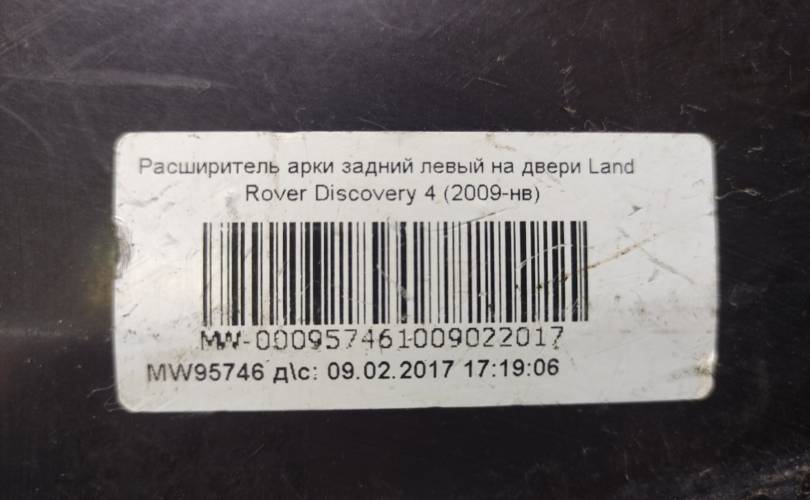 Расширитель арки задний левый на двери Land
Rover Discovery 4 (2009-нв)
MW-000957461009022017
MW95746 д\с: 09.02.2017 17:19:06